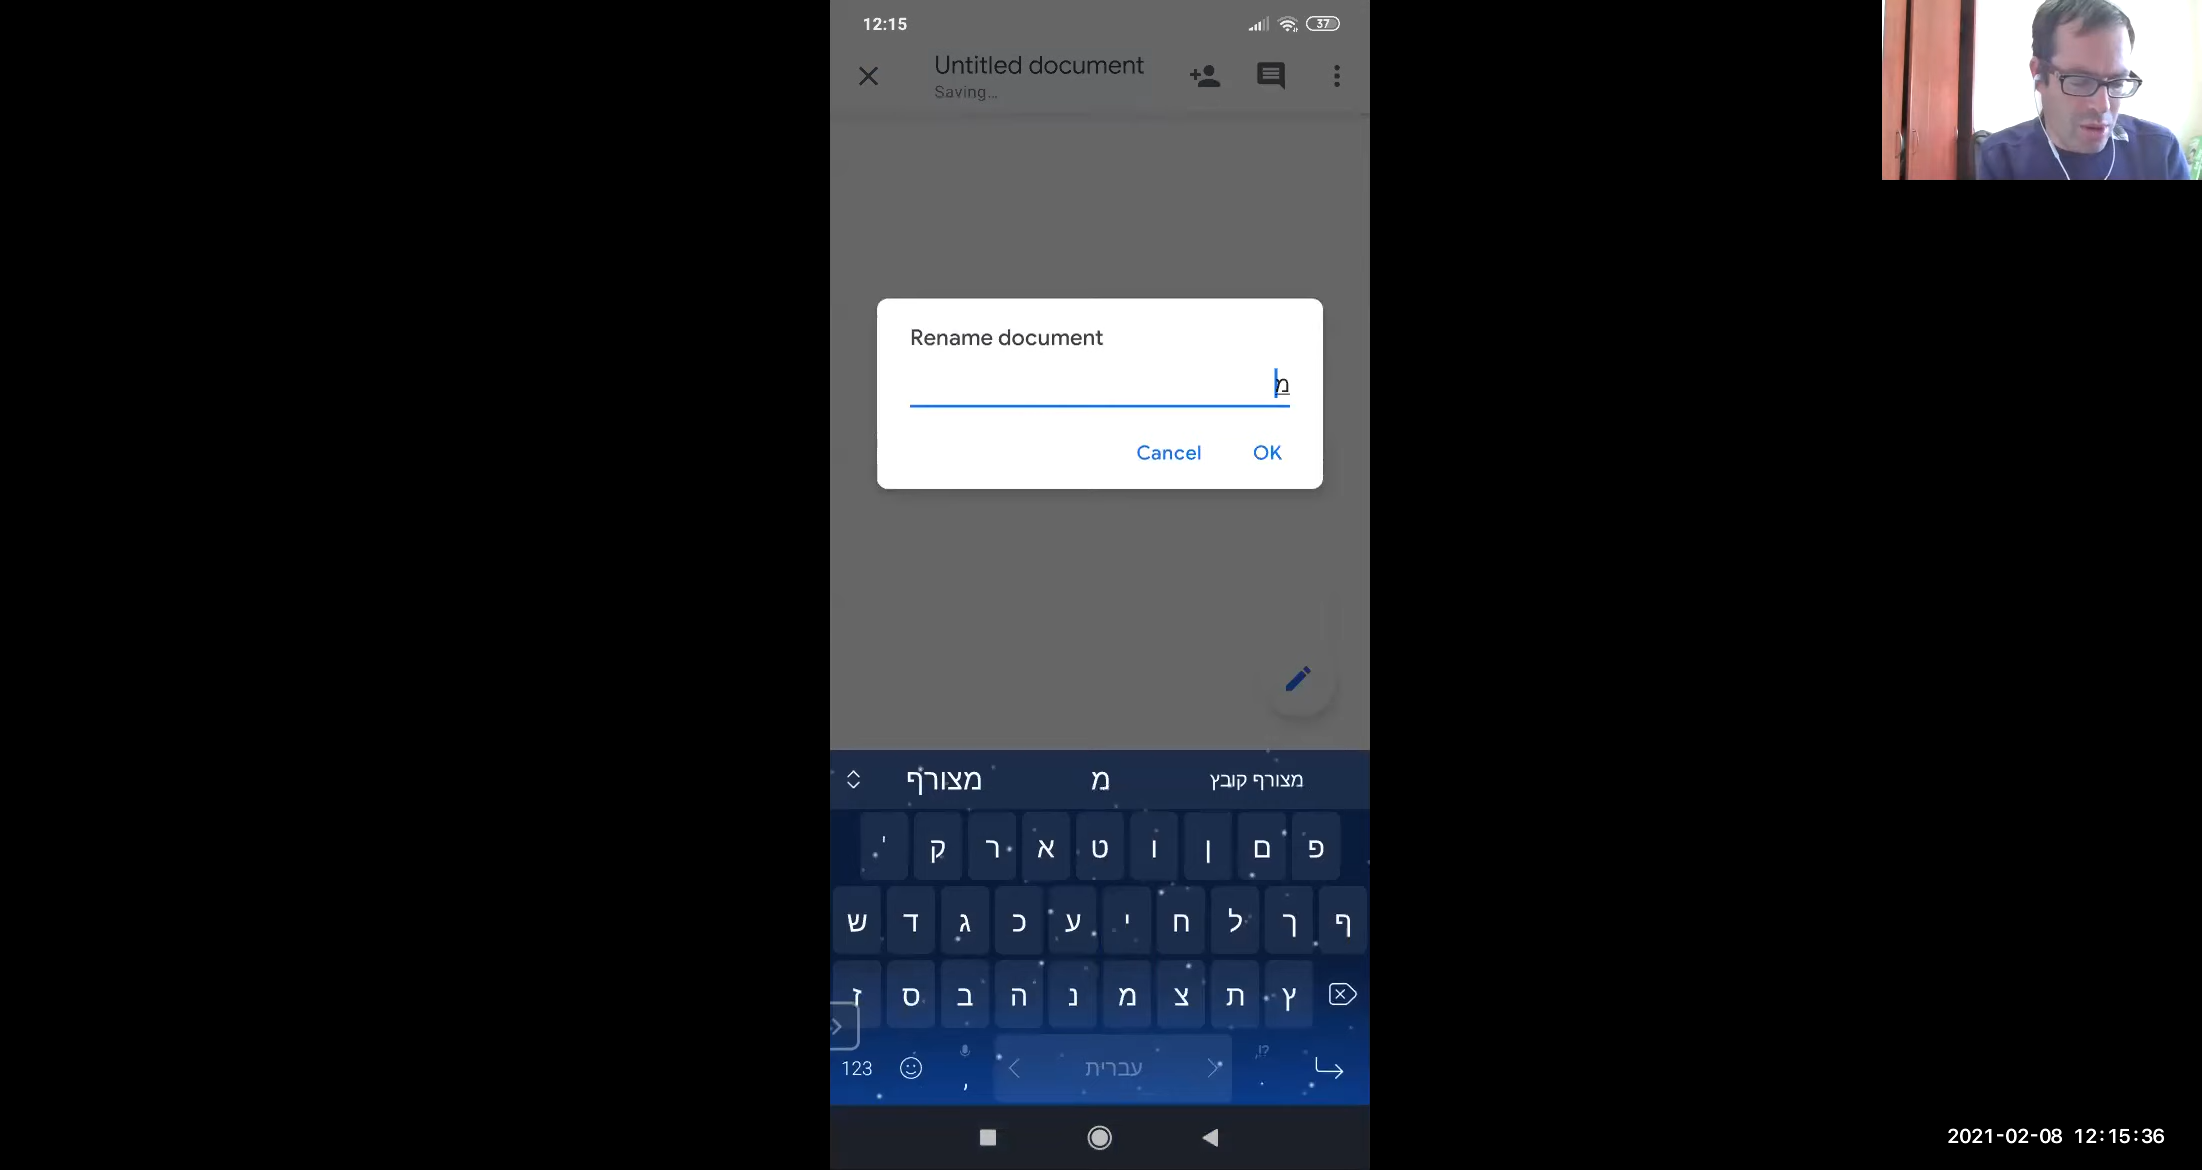 12:15
37
Untitled document
Saving...
Rename document
מ
Cancel
OK
מצורף
מ
מצורף קובץ
' ק ר א ט ו ן ם פ
ש ד ג כ ע י ח ל ך ף
ז ס ב ה נ מ צ ת ץ
123
,
עברית
,!?
.
2021-02-08 12:15:36